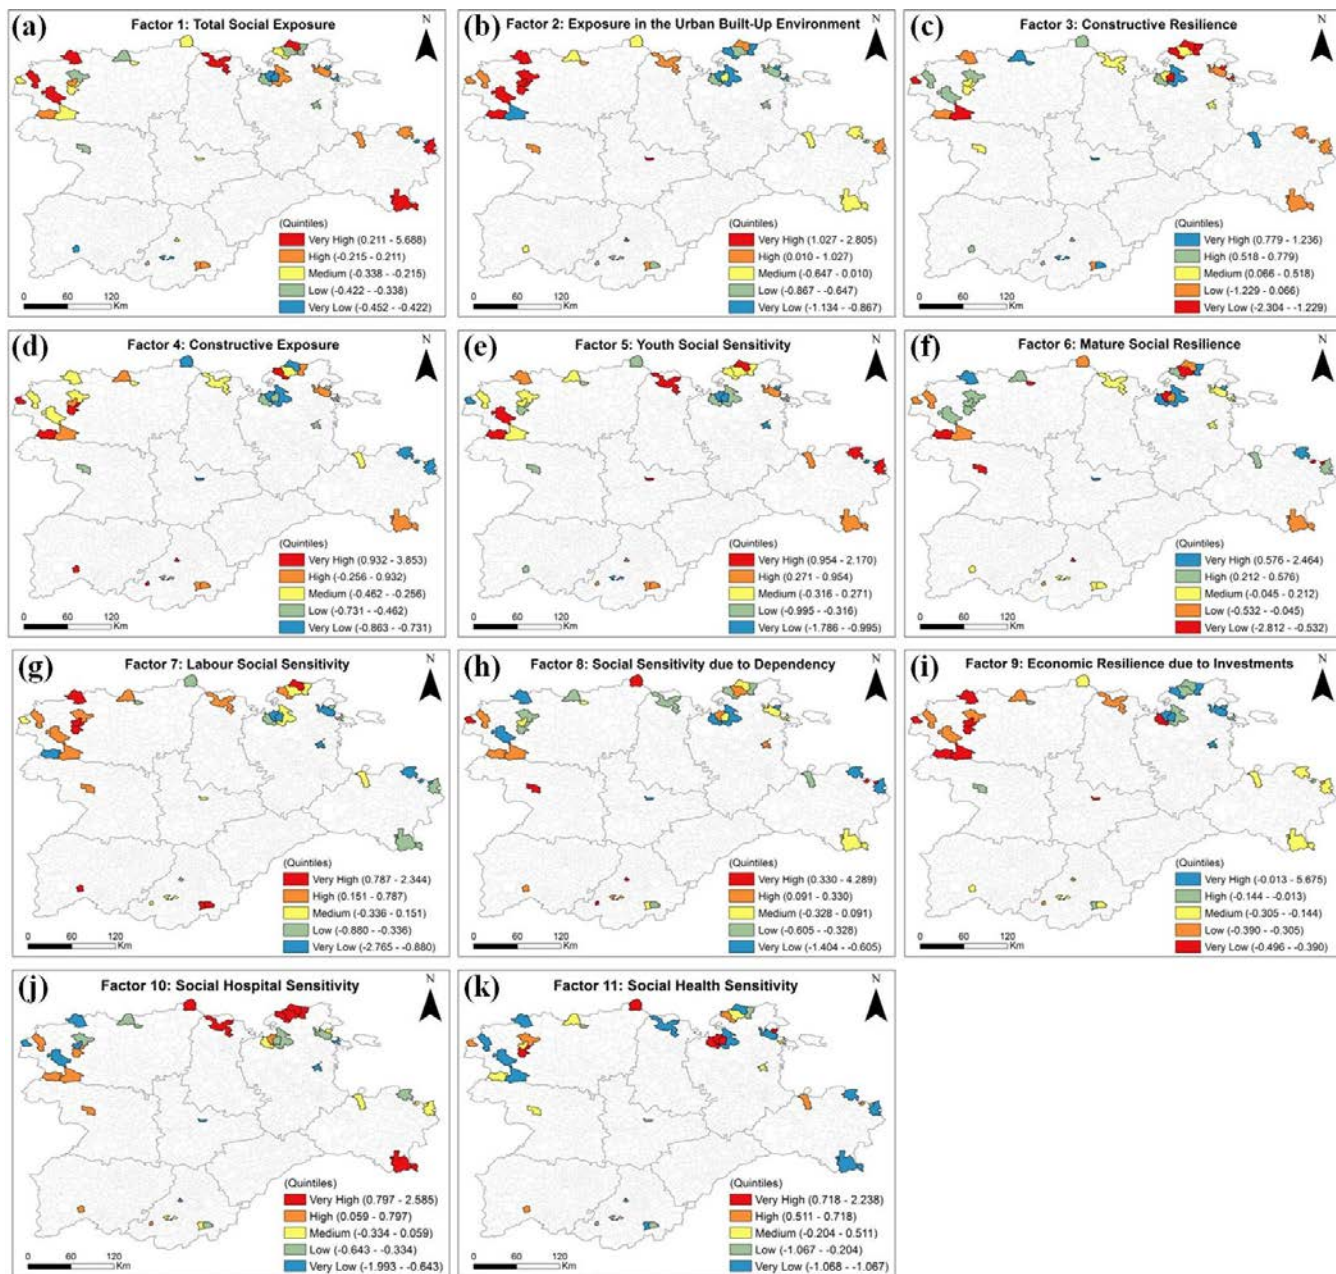 (a) Factor 1: Total Social Exposure
N
(Quintiles)
Very High (0.211 - 5.688)
High (-0.215 - 0.211)
Medium (-0.338 - -0.215)
Low (-0.422 - -0.338)
Very Low (-0.452 - -0.422)
0 60 120
Km
(b) Factor 2: Exposure in the Urban Built-Up Environment
N
(Quintiles)
Very High (1.027 - 2.805)
High (0.010 - 1.027)
Medium (-0.647 - 0.010)
Low (-0.867 - -0.647)
Very Low (-1.134 - -0.867)
0 60 120
Km
(c) Factor 3: Constructive Resilience
N
(Quintiles)
Very High (0.779 - 1.236)
High (0.518 - 0.779)
Medium (0.066 - 0.518)
Low (-1.229 - 0.066)
Very Low (-2.304 - -1.229)
0 60 120
Km
(d) Factor 4: Constructive Exposure
N
(Quintiles)
Very High (0.932 - 3.853)
High (-0.256 - 0.932)
Medium (-0.462 - -0.256)
Low (-0.731 - -0.462)
Very Low (-0.863 - -0.731)
0 60 120
Km
(e) Factor 5: Youth Social Sensitivity
N
(Quintiles)
Very High (0.954 - 2.170)
High (0.271 - 0.954)
Medium (-0.316 - 0.271)
Low (-0.995 - -0.316)
Very Low (-1.786 - -0.995)
0 60 120
Km
(f) Factor 6: Mature Social Resilience
N
(Quintiles)
Very High (0.576 - 2.464)
High (0.212 - 0.576)
Medium (-0.045 - 0.212)
Low (-0.532 - -0.045)
Very Low (-2.812 - -0.532)
0 60 120
Km
(g) Factor 7: Labour Social Sensitivity
N
(Quintiles)
Very High (0.787 - 2.344)
High (0.151 - 0.787)
Medium (-0.336 - 0.151)
Low (-0.880 - -0.336)
Very Low (-2.765 - -0.880)
0 60 120
Km
(h) Factor 8: Social Sensitivity due to Dependency
N
(Quintiles)
Very High (0.330 - 4.289)
High (0.091 - 0.330)
Medium (-0.328 - 0.091)
Low (-0.605 - -0.328)
Very Low (-1.404 - -0.605)
0 60 120
Km
(i) Factor 9: Economic Resilience due to Investments
N
(Quintiles)
Very High (-0.013 - 5.675)
High (-0.144 - -0.013)
Medium (-0.305 - -0.144)
Low (-0.390 - -0.305)
Very Low (-0.496 - -0.390)
0 60 120
Km
(j) Factor 10: Social Hospital Sensitivity
N
(Quintiles)
Very High (0.797 - 2.585)
High (0.059 - 0.797)
Medium (-0.334 - 0.059)
Low (-0.643 - -0.334)
Very Low (-1.993 - -0.643)
0 60 120
Km
(k) Factor 11: Social Health Sensitivity
N
(Quintiles)
Very High (0.718 - 2.238)
High (0.511 - 0.718)
Medium (-0.204 - 0.511)
Low (-1.067 - -0.204)
Very Low (-1.068 - -1.067)
0 60 120
Km